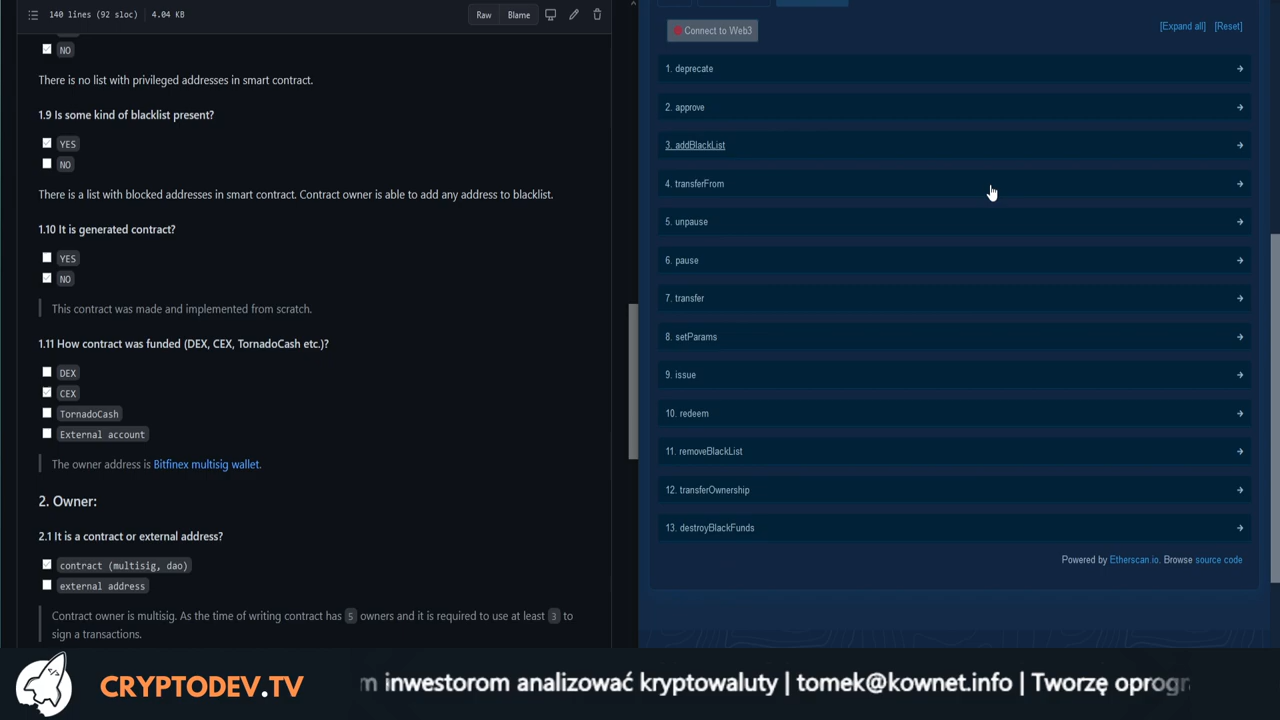 140 lines (92 sloc) | 4.04 KB
Raw
Blame
NO
There is no list with privileged addresses in smart contract.
1.9 Is some kind of blacklist present?
YES
NO
There is a list with blocked addresses in smart contract. Contract owner is able to add any address to blacklist.
1.10 It is generated contract?
YES
NO
This contract was made and implemented from scratch.
1.11 How contract was funded (DEX, CEX, TornadoCash etc.)?
DEX
CEX
TornadoCash
External account
The owner address is Bitfinex multisig wallet.
2. Owner:
2.1 It is a contract or external address?
contract (multisig, dao)
external address
Contract owner is multisig. As the time of writing contract has 5 owners and it is required to use at least 3 to
sign a transactions.
Connect to Web3
[Expand all] [Reset]
1. deprecate
2. approve
3. addBlackList
4. transferFrom
5. unpause
6. pause
7. transfer
8. setParams
9. issue
10. redeem
11. removeBlackList
12. transferOwnership
13. destroyBlackFunds
Powered by Etherscan.io. Browse source code
CRYPTODEV.TV
m inwestorom analizować kryptowaluty | tomek@kownet.info | Tworzę oprogr